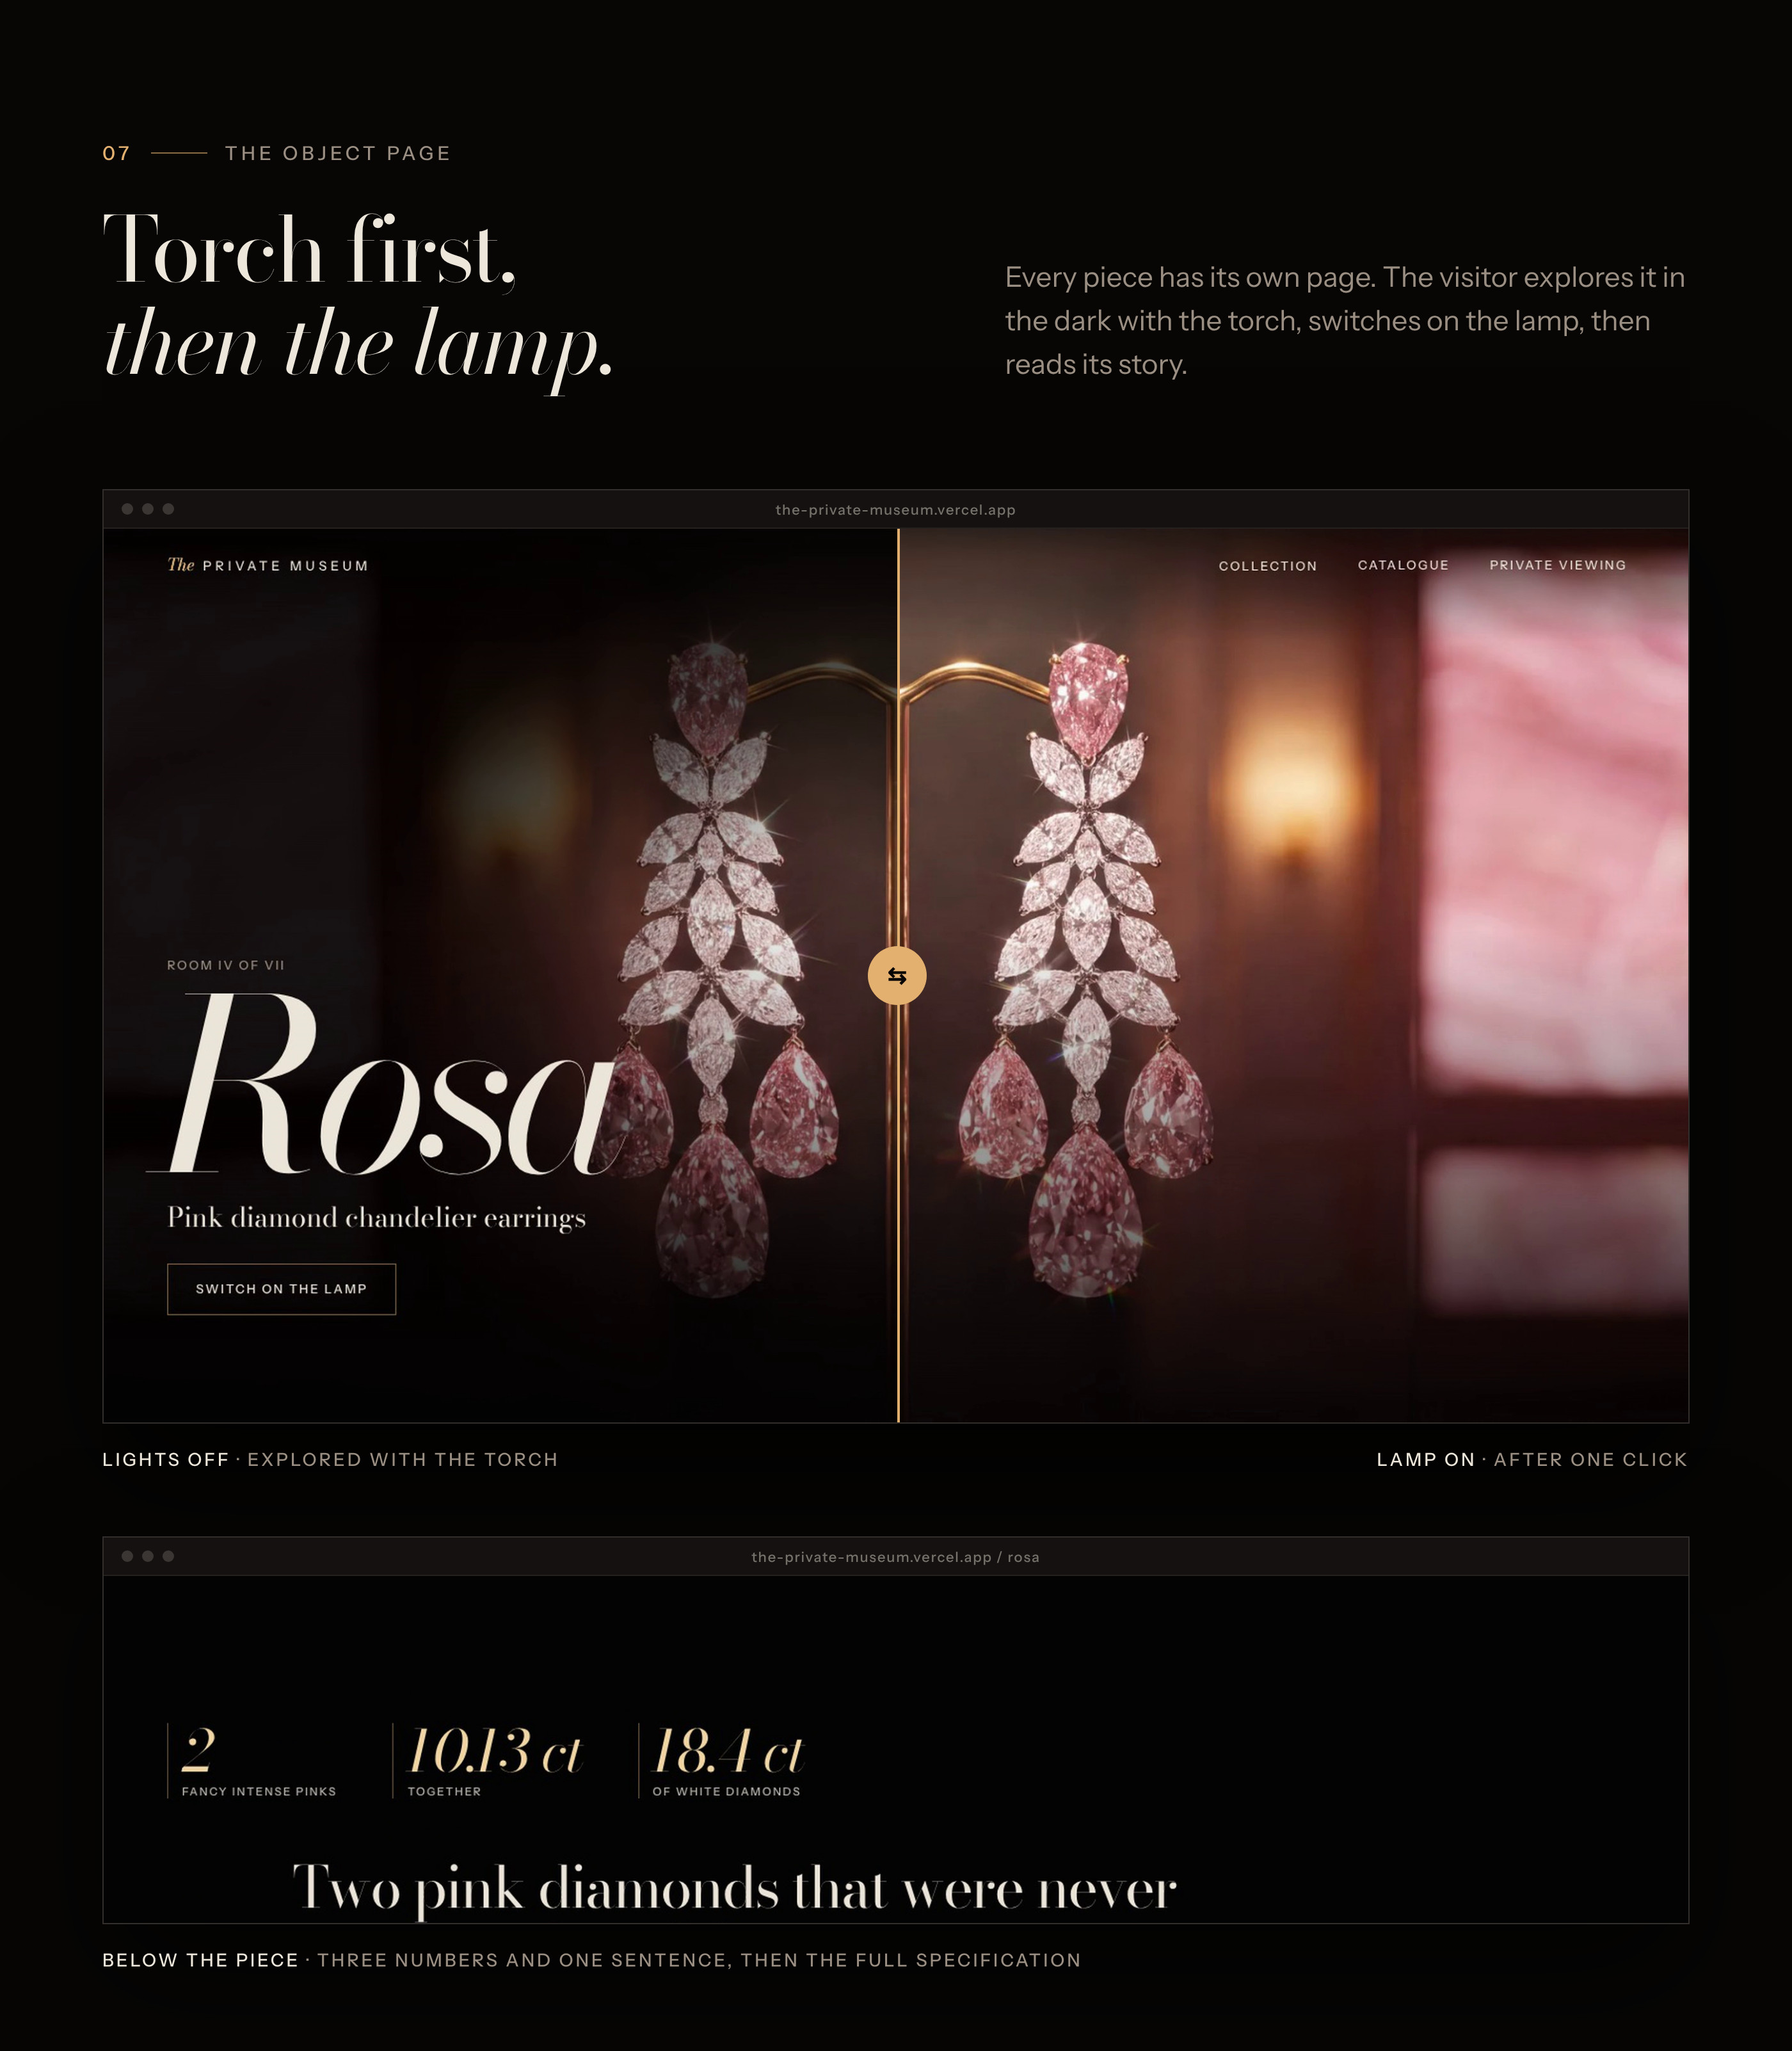 07 THE OBJECT PAGE
Torch first,
then the lamp.
Every piece has its own page. The visitor explores it in
the dark with the torch, switches on the lamp, then
reads its story.
the-private-museum.vercel.app
The PRIVATE MUSEUM
COLLECTION CATALOGUE PRIVATE VIEWING
ROOM IV OF VII
Rosa
Pink diamond chandelier earrings
SWITCH ON THE LAMP
LIGHTS OFF · EXPLORED WITH THE TORCH
LAMP ON · AFTER ONE CLICK
the-private-museum.vercel.app / rosa
2
FANCY INTENSE PINKS
10.13 ct
TOGETHER
18.4 ct
OF WHITE DIAMONDS
Two pink diamonds that were never
BELOW THE PIECE · THREE NUMBERS AND ONE SENTENCE, THEN THE FULL SPECIFICATION